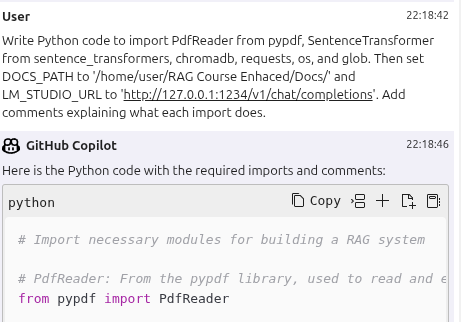 User 22:18:42
Write Python code to import PdfReader from pypdf, SentenceTransformer
from sentence_transformers, chromadb, requests, os, and glob. Then set
DOCS_PATH to '/home/user/RAG Course Enhaced/Docs/' and
LM_STUDIO_URL to 'http://127.0.0.1:1234/v1/chat/completions'. Add
comments explaining what each import does.
GitHub Copilot 22:18:46
Here is the Python code with the required imports and comments:
python Copy
# Import necessary modules for building a RAG system
# PdfReader: From the pypdf library, used to read and e
from pypdf import PdfReader